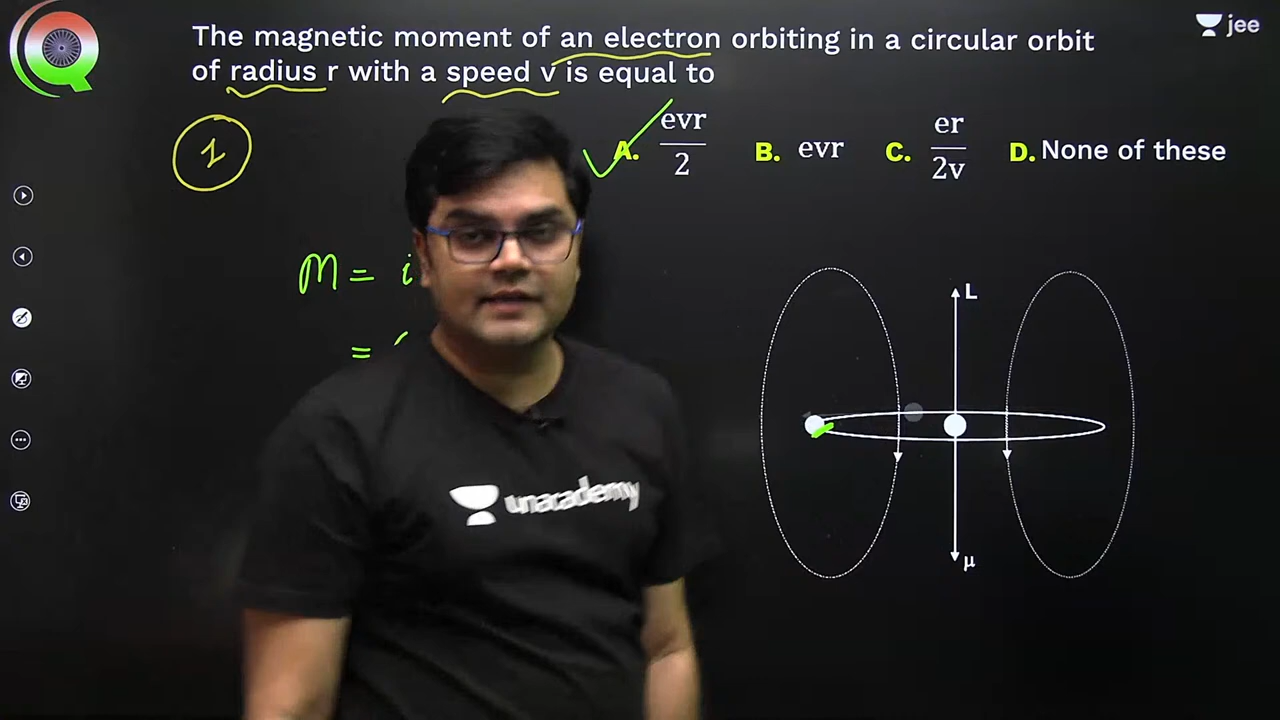 The magnetic moment of an electron orbiting in a circular orbit
of radius r with a speed v is equal to
jee
1
A. evr/2 B. evr C. er/2v D. None of these
M = i
=
L
μ
unacademy